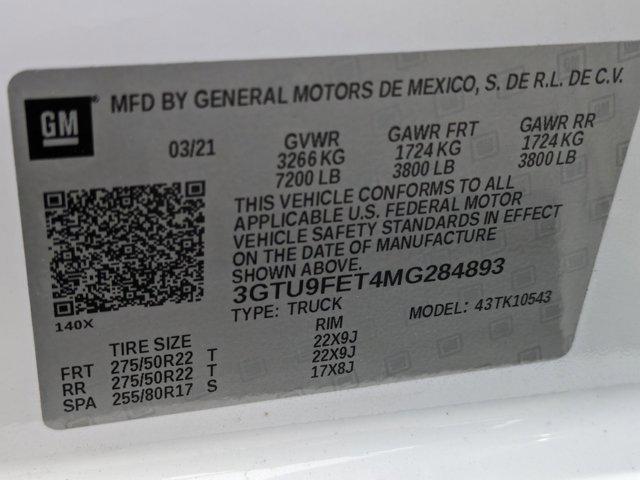 GM MFD BY GENERAL MOTORS DE MEXICO, S. DE R.L. DE C.V.
03/21 GVWR GAWR FRT GAWR RR
3266 KG 1724 KG 1724 KG
7200 LB 3800 LB 3800 LB
THIS VEHICLE CONFORMS TO ALL
APPLICABLE U.S. FEDERAL MOTOR
VEHICLE SAFETY STANDARDS IN EFFECT
ON THE DATE OF MANUFACTURE
SHOWN ABOVE.
3GTU9FET4MG284893
140X TYPE: TRUCK MODEL: 43TK10543
TIRE SIZE RIM
FRT 275/50R22 T 22X9J
RR 275/50R22 T 22X9J
SPA 255/80R17 S 17X8J